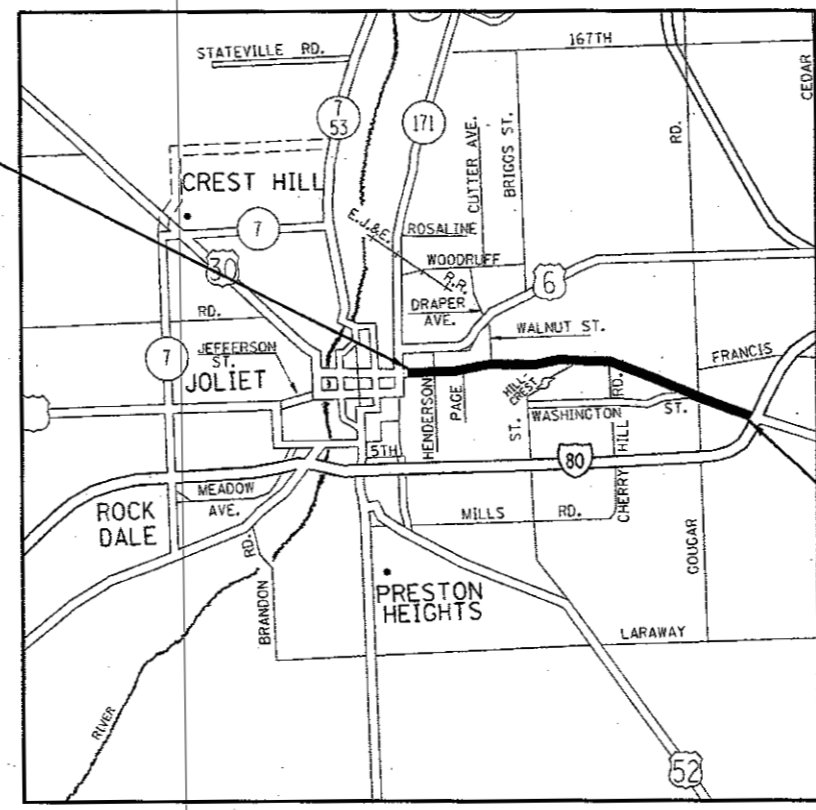 STATEVILLE RD.
167TH
CEDAR
7
53
171
CUTTER AVE.
BRIGGS ST.
RD.
CREST HILL
7
E.J.&E.
R.R.
ROSALINE
WOODRUFF
30
6
DRAPER
AVE.
WALNUT ST.
RD.
7
JEFFERSON
ST.
JOLIET
FRANCIS
HENDERSON
PAGE
HILL-
CREST
RD.
ST.
WASHINGTON
ST.
5TH
80
CHERRY HILL
MEADOW
AVE.
ROCK
DALE
MILLS RD.
GOUGAR
RD.
BRANDON
PRESTON
HEIGHTS
LARAWAY
RIVER
52